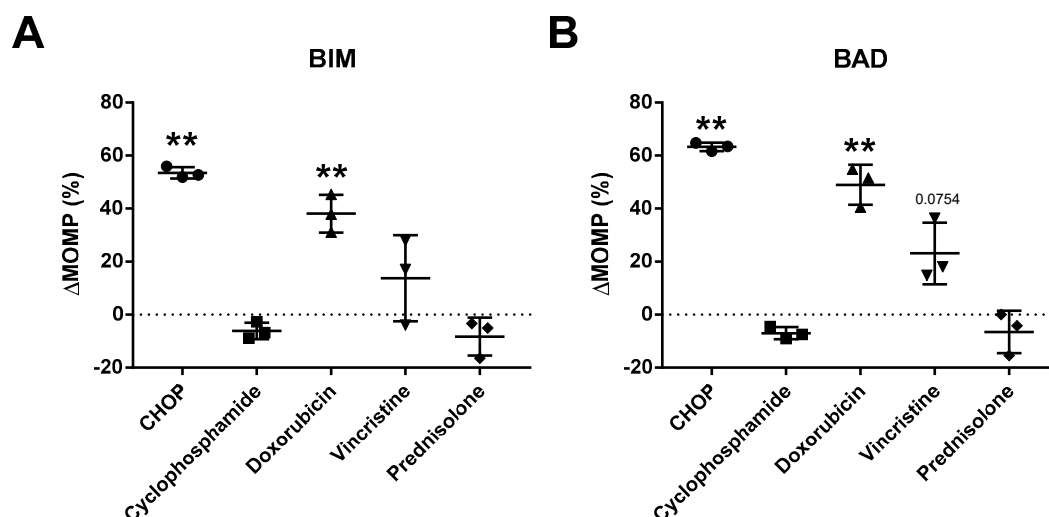 A
BIM
ΔMOMP (%)
80
60
40
20
0
-20
**
**
CHOP
Cyclophosphamide
Doxorubicin
Vincristine
Prednisolone
B
BAD
ΔMOMP (%)
80
60
40
20
0
-20
**
**
0.0754
CHOP
Cyclophosphamide
Doxorubicin
Vincristine
Prednisolone